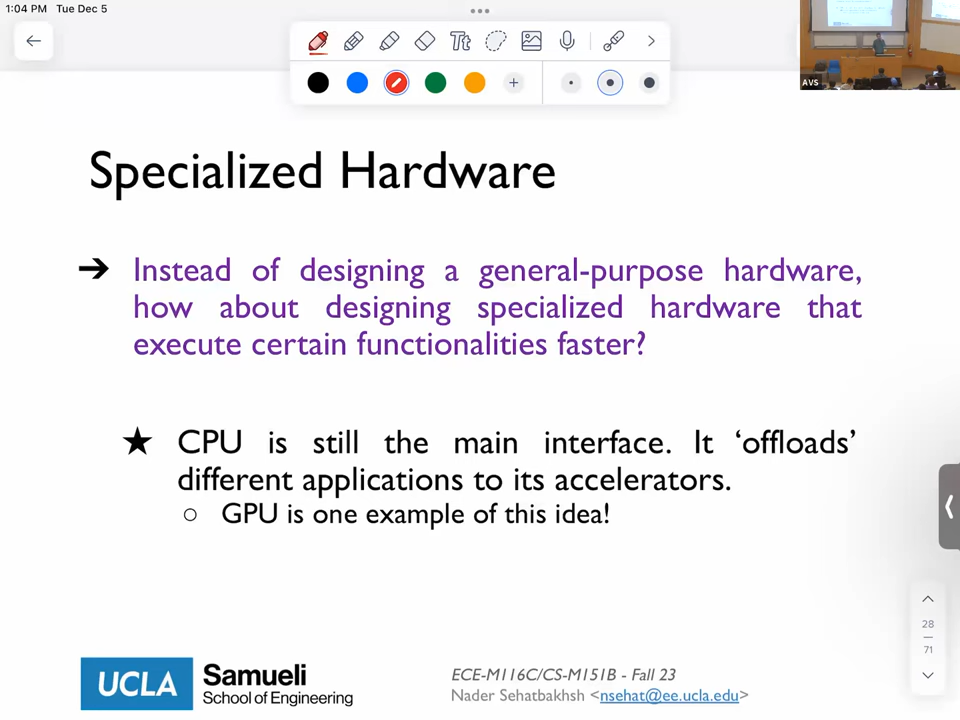 1:04 PM Tue Dec 5
Tt
AVS
Specialized Hardware
➔ Instead of designing a general-purpose hardware,
how about designing specialized hardware that
execute certain functionalities faster?
★ CPU is still the main interface. It ‘offloads’
different applications to its accelerators.
○ GPU is one example of this idea!
28
71
UCLA Samueli
School of Engineering
ECE-M116C/CS-M151B - Fall 23
Nader Sehatbakhsh <nsehat@ee.ucla.edu>